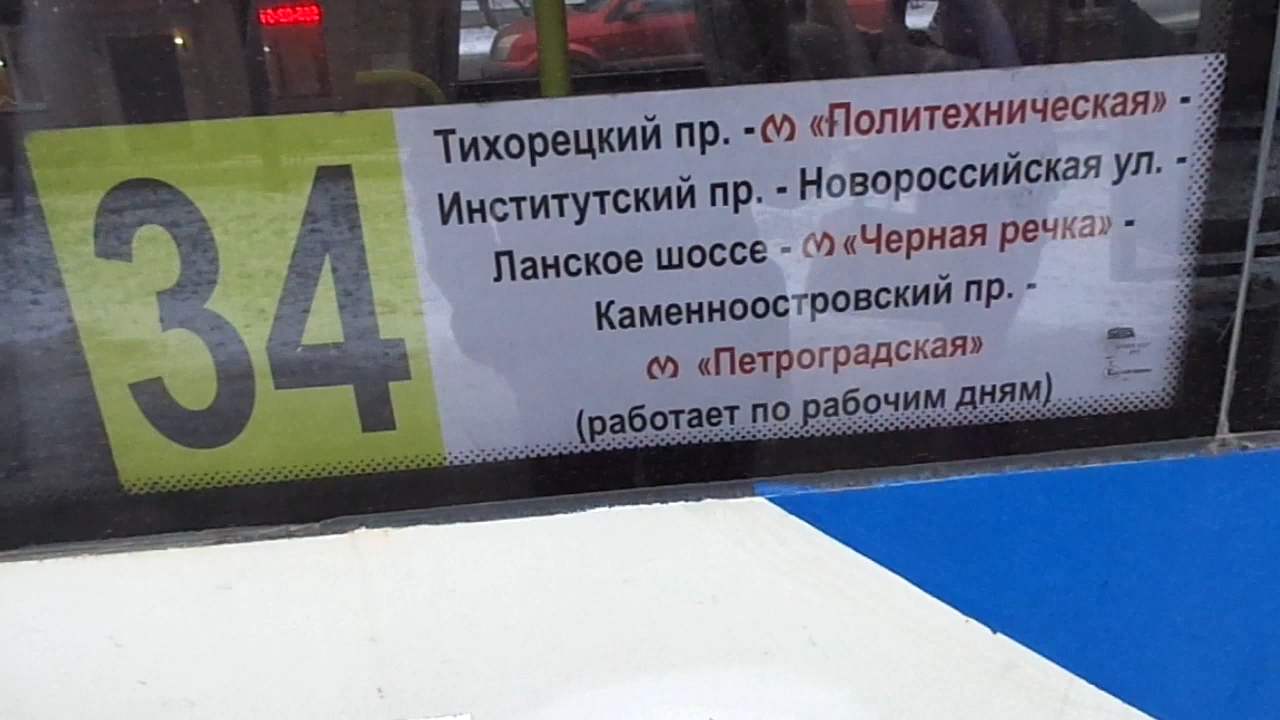 34
Тихорецкий пр. - М «Политехническая» -
Институтский пр. - Новороссийская ул. -
Ланское шоссе - М «Черная речка» -
Каменноостровский пр. -
М «Петроградская»
(работает по рабочим дням)